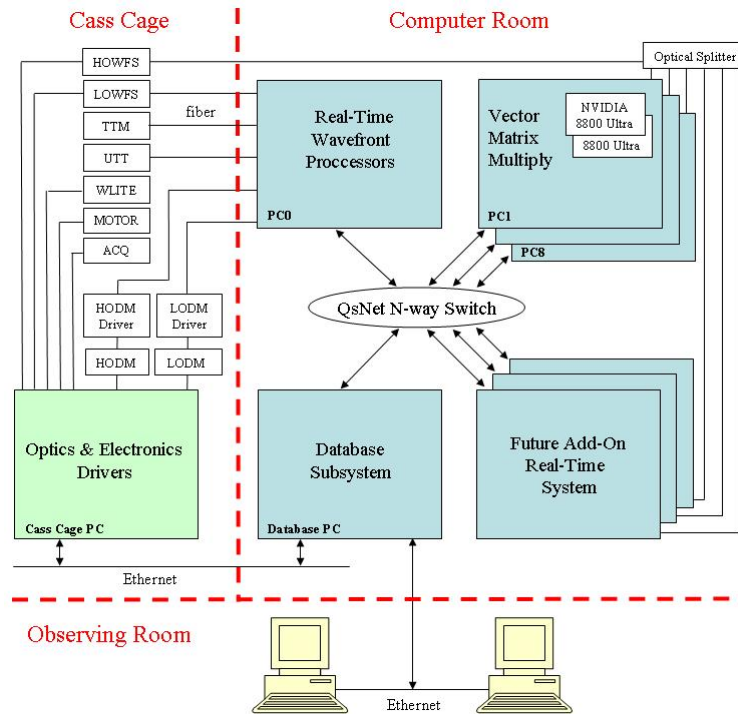 Cass Cage
Computer Room
HOWFS
LOWFS
TTM
UTT
WLITE
MOTOR
ACQ
fiber
HODM
Driver
LODM
Driver
HODM
LODM
Optical Splitter
Real-Time
Wavefront
Proccessors
PC0
Vector
Matrix
Multiply
NVIDIA
8800 Ultra
8800 Ultra
PC1
PC8
QsNet N-way Switch
Optics & Electronics
Drivers
Cass Cage PC
Database
Subsystem
Database PC
Future Add-On
Real-Time
System
Ethernet
Observing Room
Ethernet